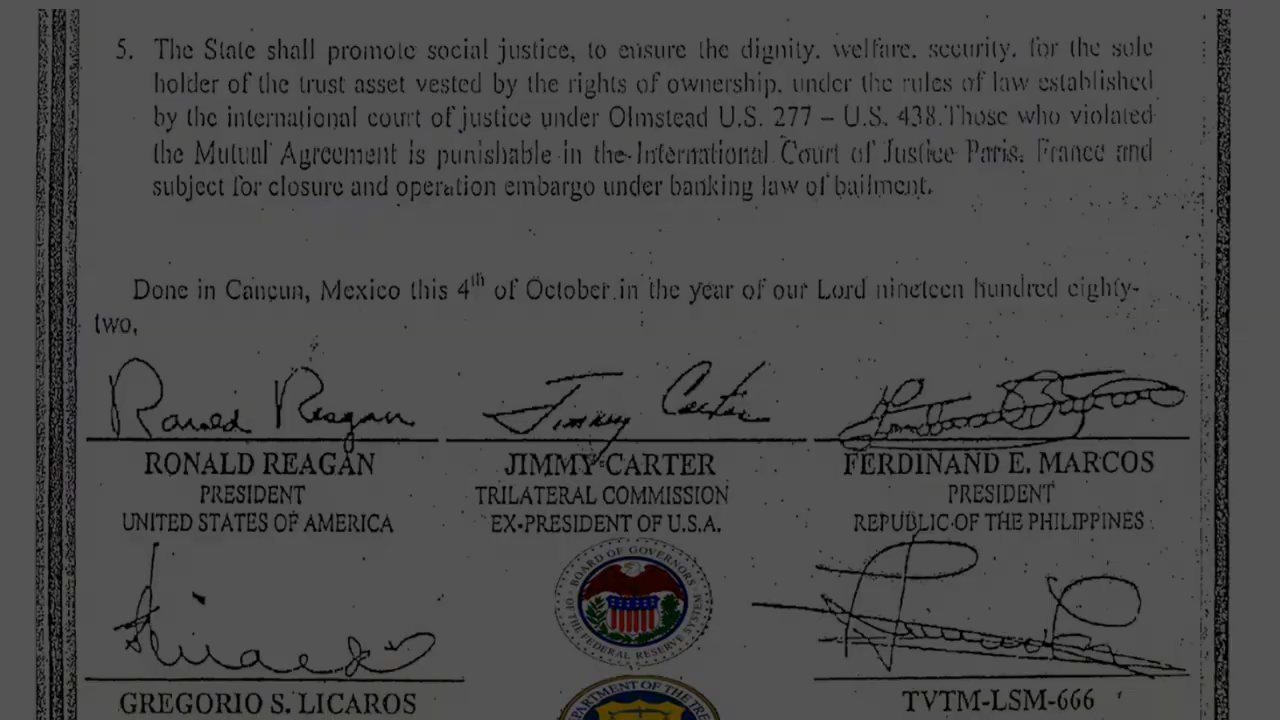 5. The State shall promote social justice, to ensure the dignity, welfare, security, for the sole
holder of the trust asset vested by the rights of ownership, under the rules of law established
by the international court of justice under Olmstead U.S. 277 – U.S. 438. Those who violated
the Mutual Agreement is punishable in the International Court of Justice Paris, France and
subject for closure and operation embargo under banking law of bailment.
Done in Cancun, Mexico this 4th of October in the year of our Lord nineteen hundred eighty-
two,
Ronald Reagan Jimmy Carter
RONALD REAGAN JIMMY CARTER FERDINAND E. MARCOS
PRESIDENT TRILATERAL COMMISSION PRESIDENT
UNITED STATES OF AMERICA EX-PRESIDENT OF U.S.A. REPUBLIC OF THE PHILIPPINES
BOARD OF GOVERNORS
OF THE FEDERAL RESERVE SYSTEM
GREGORIO S. LICAROS TVTM-LSM-666